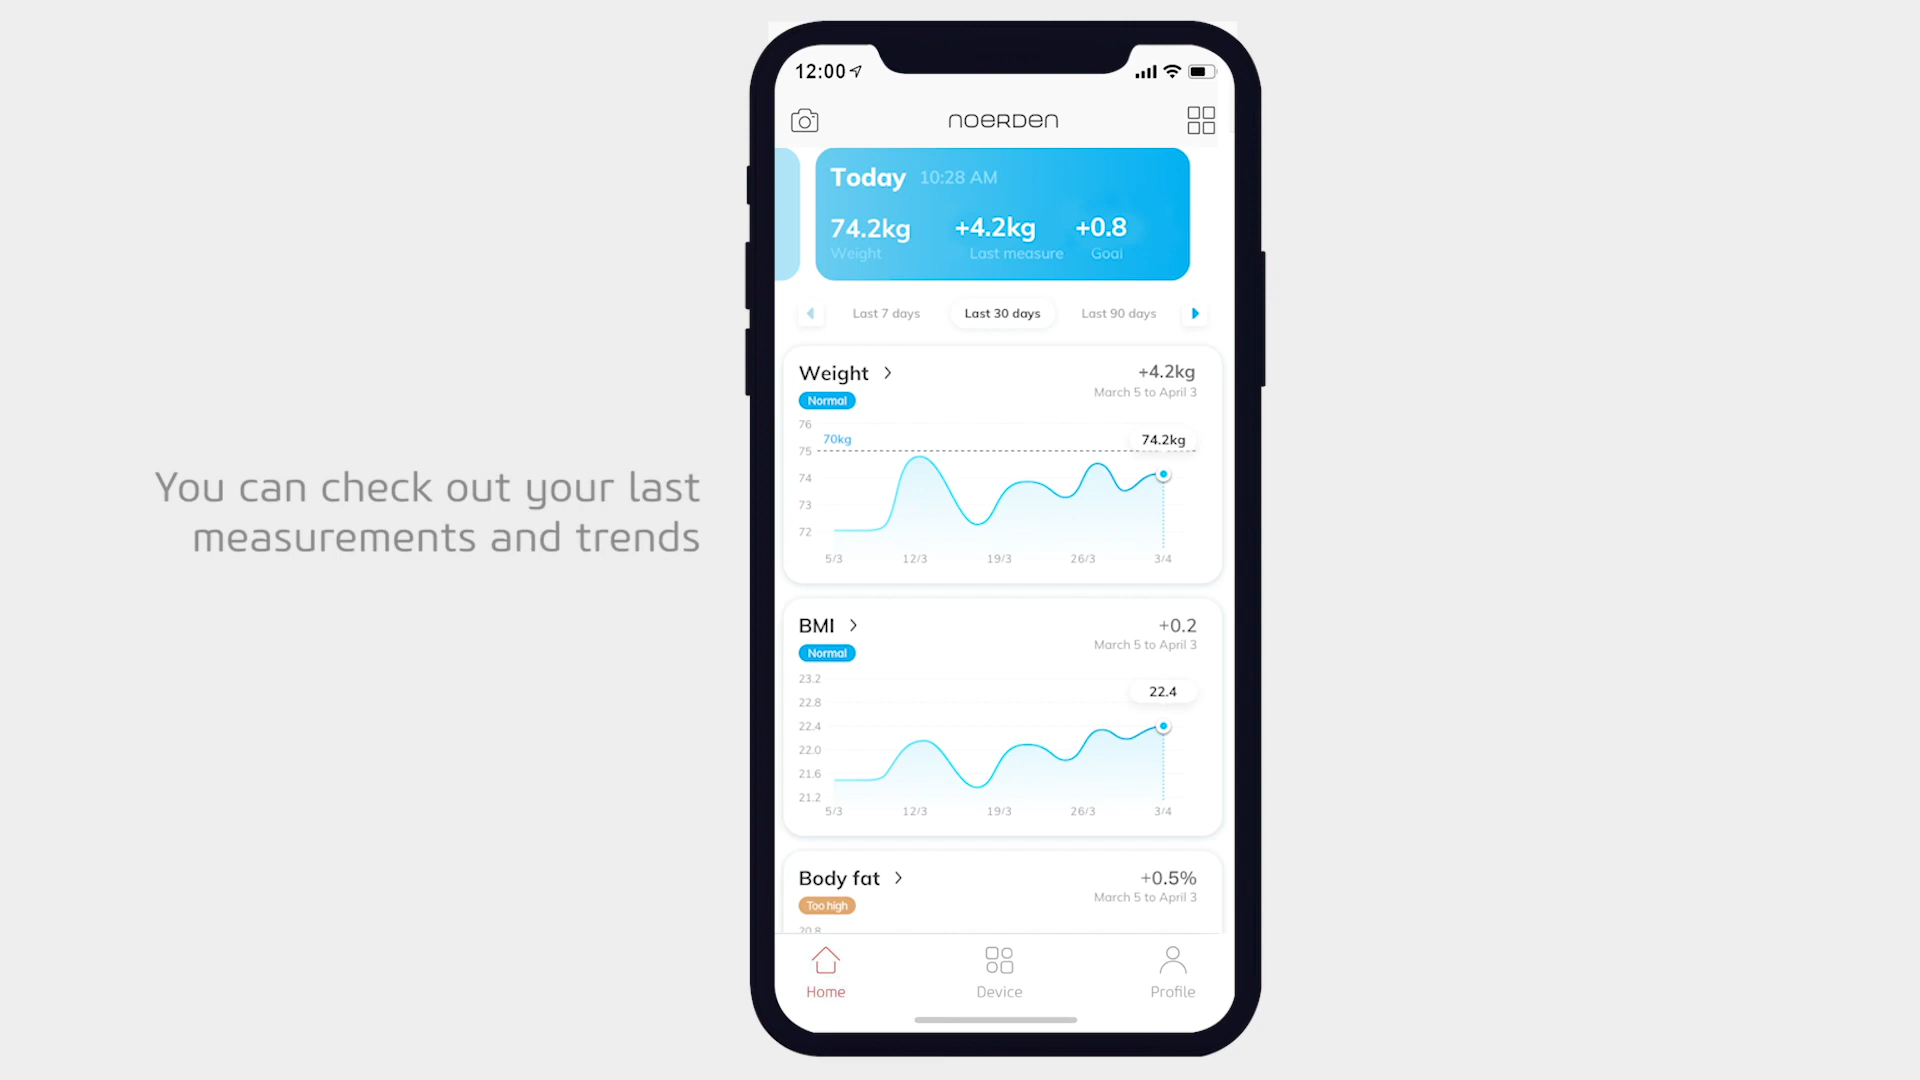 You can check out your last
measurements and trends
12:00
noerden
Today 10:28 AM
74.2kg +4.2kg +0.8
Weight Last measure Goal
Last 7 days Last 30 days Last 90 days
Weight +4.2kg
Normal March 5 to April 3
76
70kg 74.2kg
75
74
73
72
5/3 12/3 19/3 26/3 3/4
BMI +0.2
Normal March 5 to April 3
23.2
22.4
22.8
22.4
22.0
21.6
21.2
5/3 12/3 19/3 26/3 3/4
Body fat +0.5%
Too high March 5 to April 3
20.8
Home Device Profile